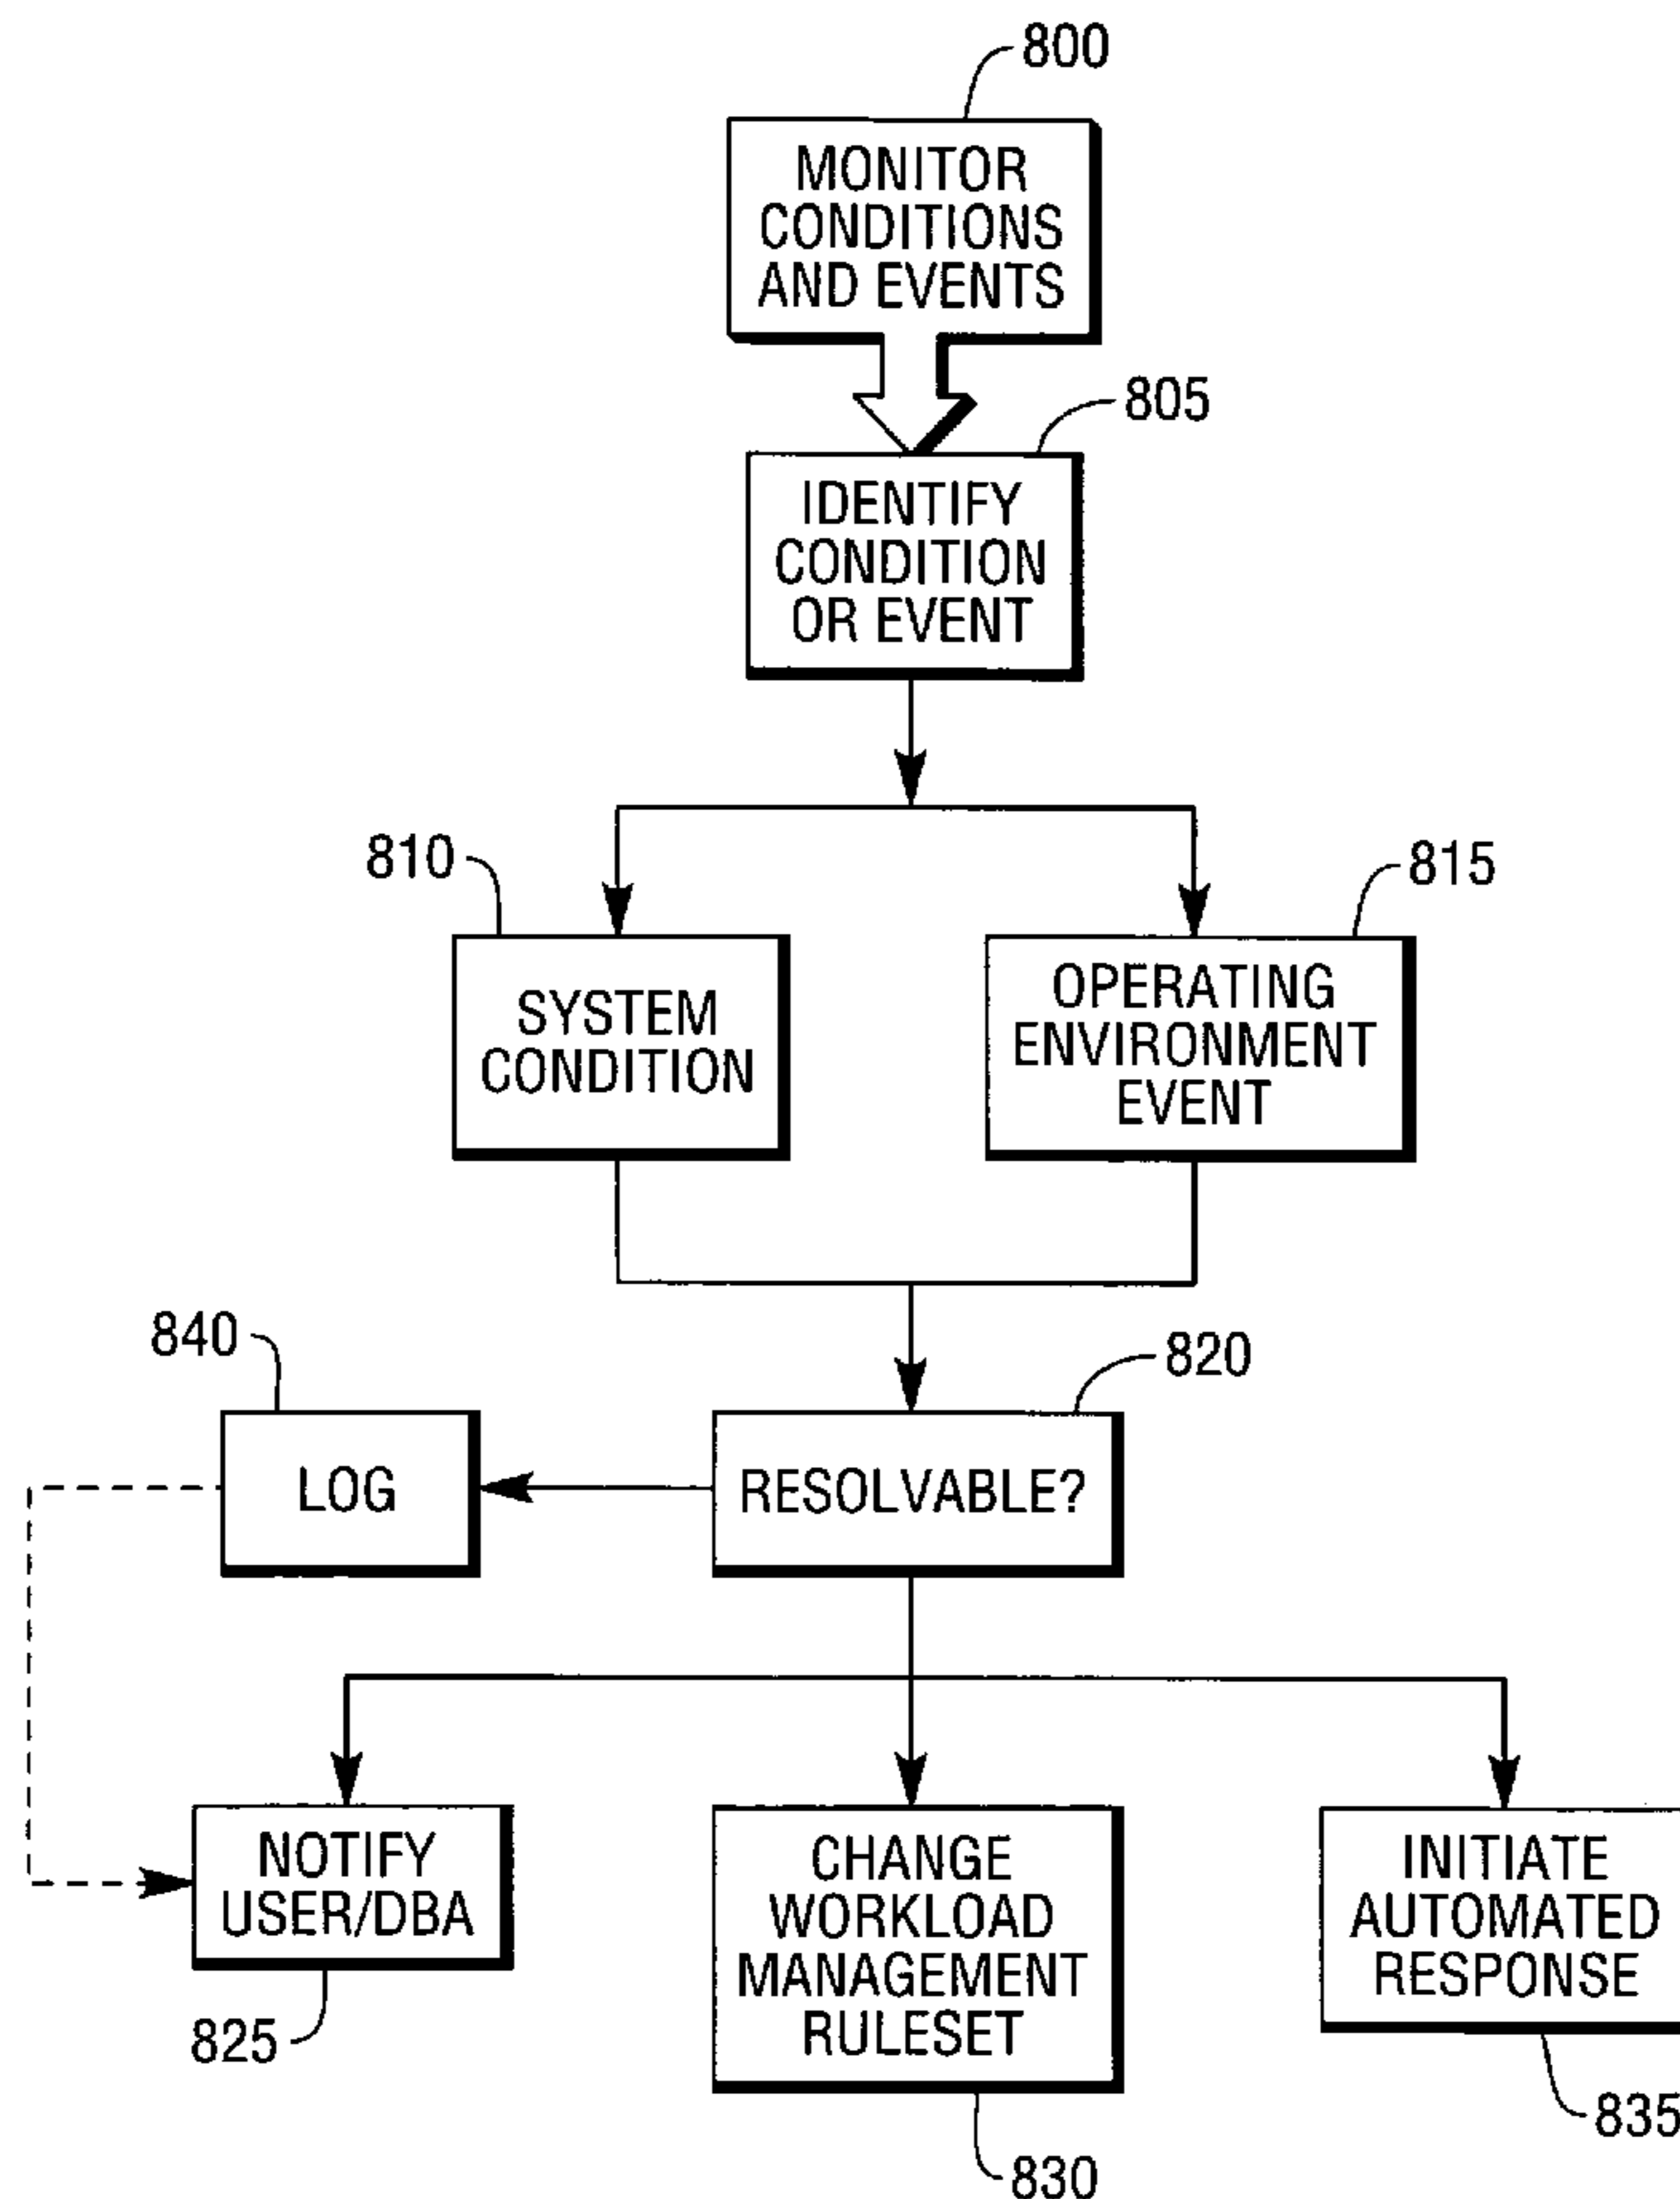 800
MONITOR
CONDITIONS
AND EVENTS
805
IDENTIFY
CONDITION
OR EVENT
810
815
SYSTEM
CONDITION
OPERATING
ENVIRONMENT
EVENT
840
820
LOG
RESOLVABLE?
NOTIFY
USER/DBA
CHANGE
WORKLOAD
MANAGEMENT
RULESET
INITIATE
AUTOMATED
RESPONSE
825
830
835